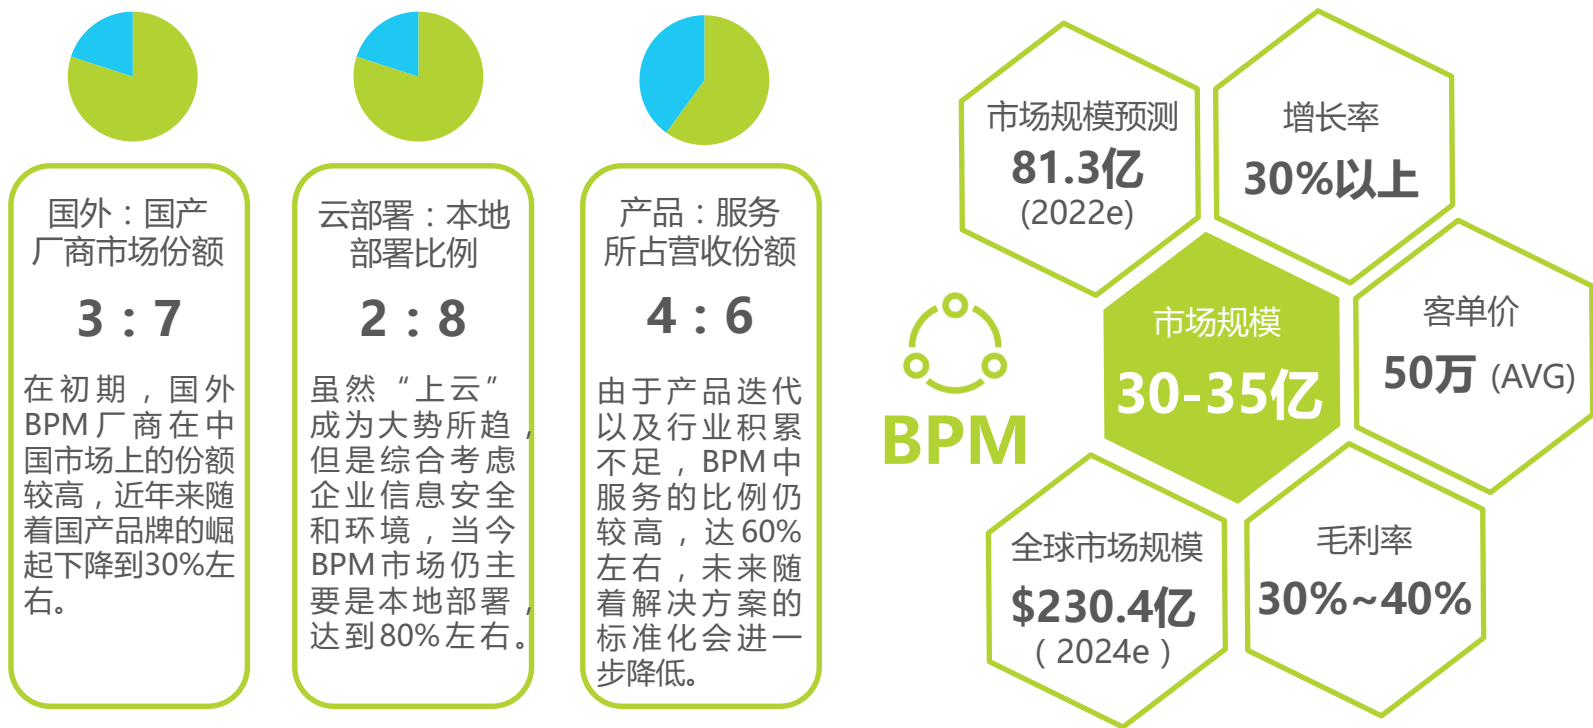 国外：国产
厂商市场份额
3：7
在初期，国外
BPM厂商在中
国市场上的份额
较高，近年来随
着国产品牌的崛
起下降到30%左
右。
云部署：本地
部署比例
2：8
虽然“上云”
成为大势所趋，
但是综合考虑
企业信息安全
和环境，当今
BPM市场仍主
要是本地部署，
达到80%左右。
产品：服务
所占营收份额
4：6
由于产品迭代
以及行业积累
不足，BPM中
服务的比例仍
较高，达60%
左右，未来随
着解决方案的
标准化会进一
步降低。
BPM
市场规模预测
81.3亿
(2022e)
增长率
30%以上
市场规模
30-35亿
客单价
50万 (AVG)
全球市场规模
$230.4亿
（2024e）
毛利率
30%~40%